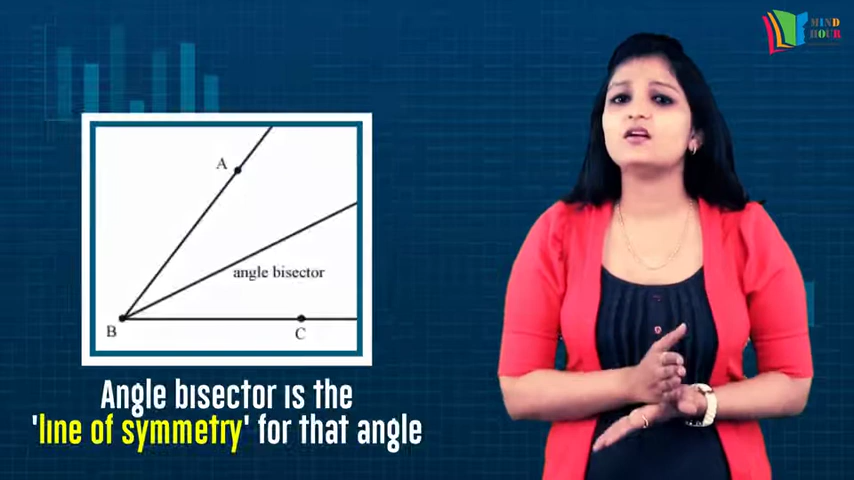 MIND
HOUR
A
angle bisector
B
C
Angle bisector is the
'line of symmetry' for that angle